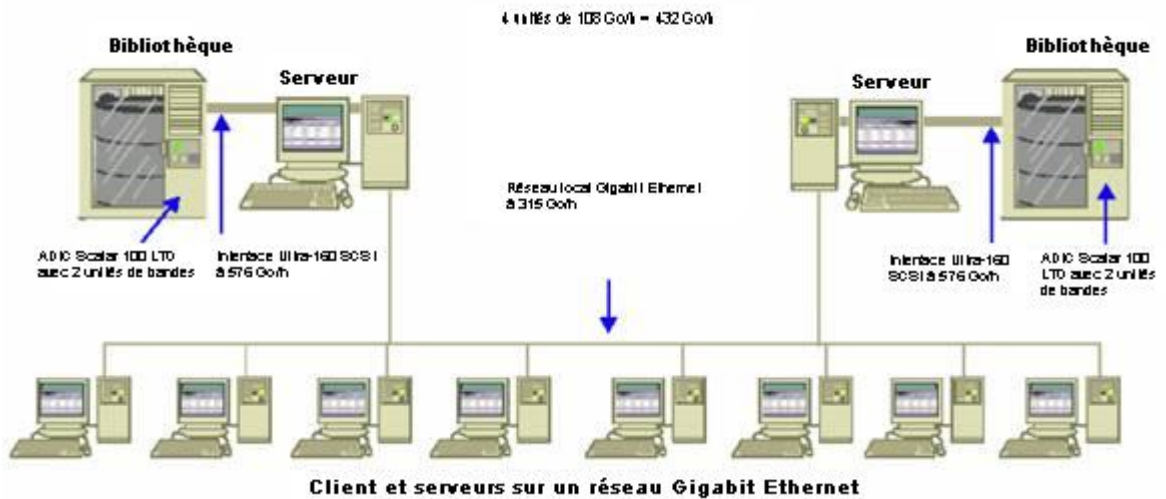 4 unités de 108 Go/h = 432 Go/h
Bibliothèque
Bibliothèque
Serveur
Serveur
Réseau local Gigabit Ethernet
à 315 Go/h
ADIC Scalar 100 LTO
avec 2 unités de bandes
Interface Ultra-160 SCSI
à 576 Go/h
Interface Ultra-160
SCSI à 576 Go/h
ADIC Scalar 100
LTO avec 2 unités
de bandes
Client et serveurs sur un réseau Gigabit Ethernet